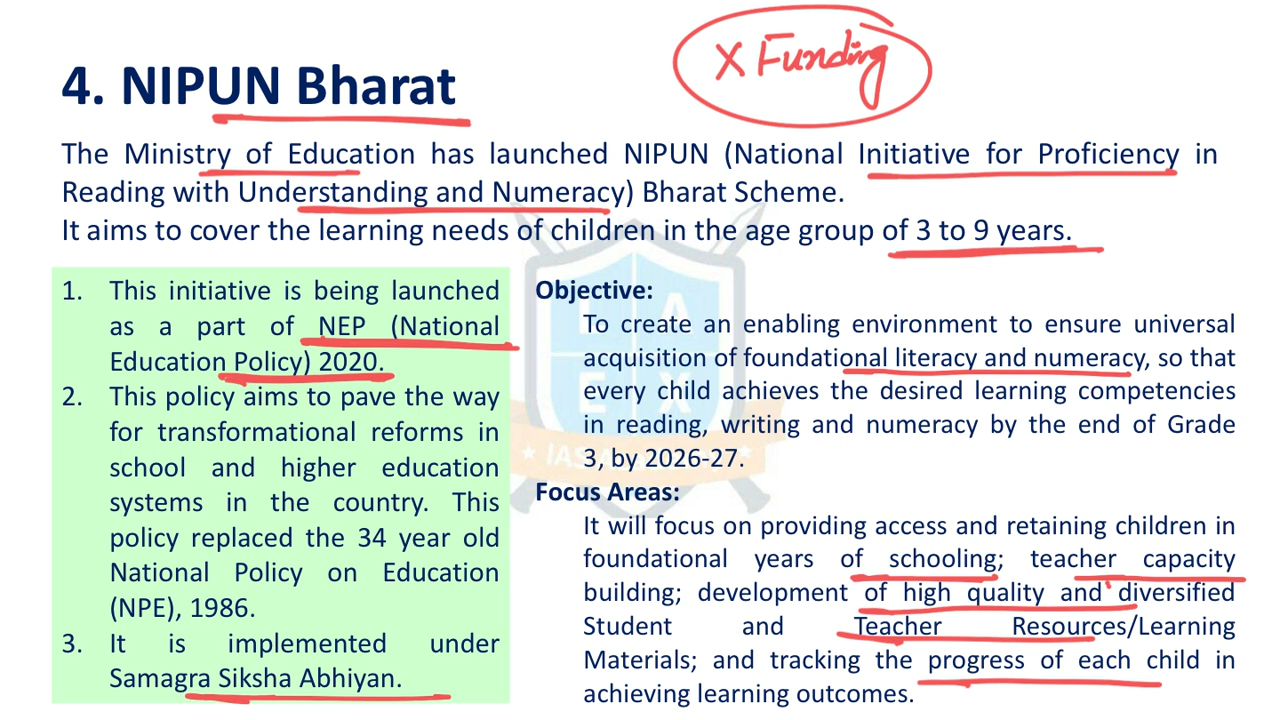 X Funding
4. NIPUN Bharat
The Ministry of Education has launched NIPUN (National Initiative for Proficiency in
Reading with Understanding and Numeracy) Bharat Scheme.
It aims to cover the learning needs of children in the age group of 3 to 9 years.
1. This initiative is being launched
as a part of NEP (National
Education Policy) 2020.
2. This policy aims to pave the way
for transformational reforms in
school and higher education
systems in the country. This
policy replaced the 34 year old
National Policy on Education
(NPE), 1986.
3. It is implemented under
Samagra Siksha Abhiyan.
Objective:
To create an enabling environment to ensure universal
acquisition of foundational literacy and numeracy, so that
every child achieves the desired learning competencies
in reading, writing and numeracy by the end of Grade
3, by 2026-27.
Focus Areas:
It will focus on providing access and retaining children in
foundational years of schooling; teacher capacity
building; development of high quality and diversified
Student and Teacher Resources/Learning
Materials; and tracking the progress of each child in
achieving learning outcomes.